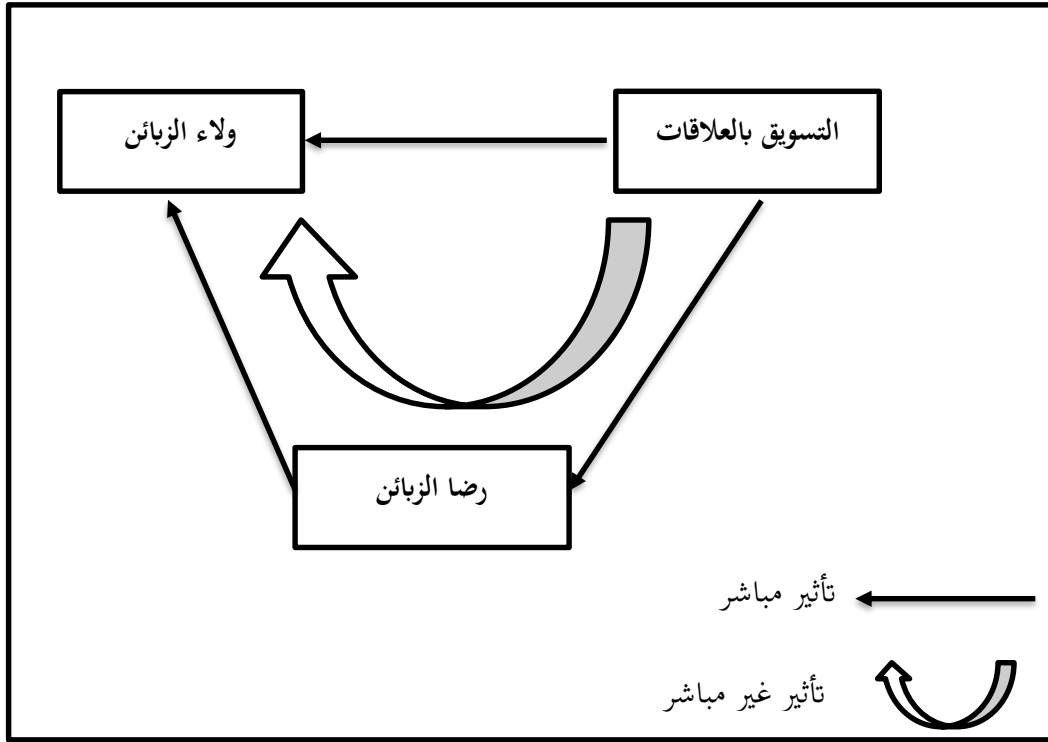 التسويق بالعلاقات
ولاء الزبائن
رضا الزبائن
تأثير مباشر
تأثير غير مباشر